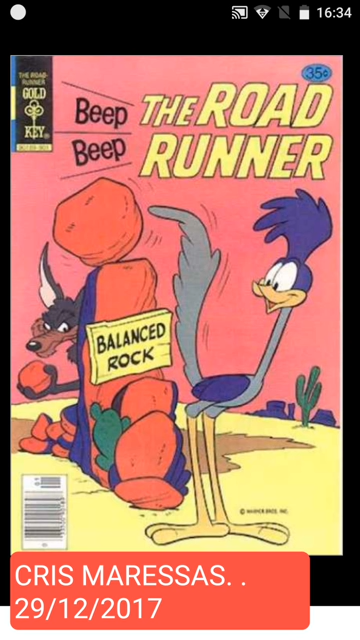 16:34
THE ROAD-
RUNNER
GOLD
KEY®
35¢
Beep
Beep
THE ROAD
RUNNER
BALANCED
ROCK
© WARNER BROS. INC.
CRIS MARESSAS. .
29/12/2017